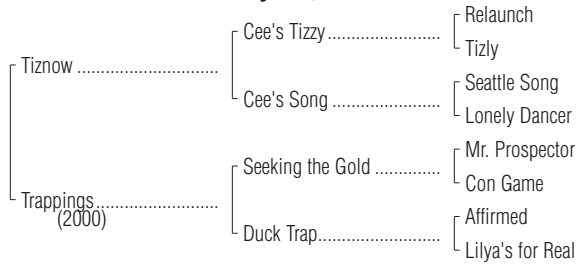 Relaunch
Cee's Tizzy ..........................
Tizly
Tiznow ................................
Seattle Song
Cee's Song ...........................
Lonely Dancer
Mr. Prospector
Seeking the Gold ..................
Con Game
Trappings............................
(2000)
Affirmed
Duck Trap.............................
Lilya's for Real